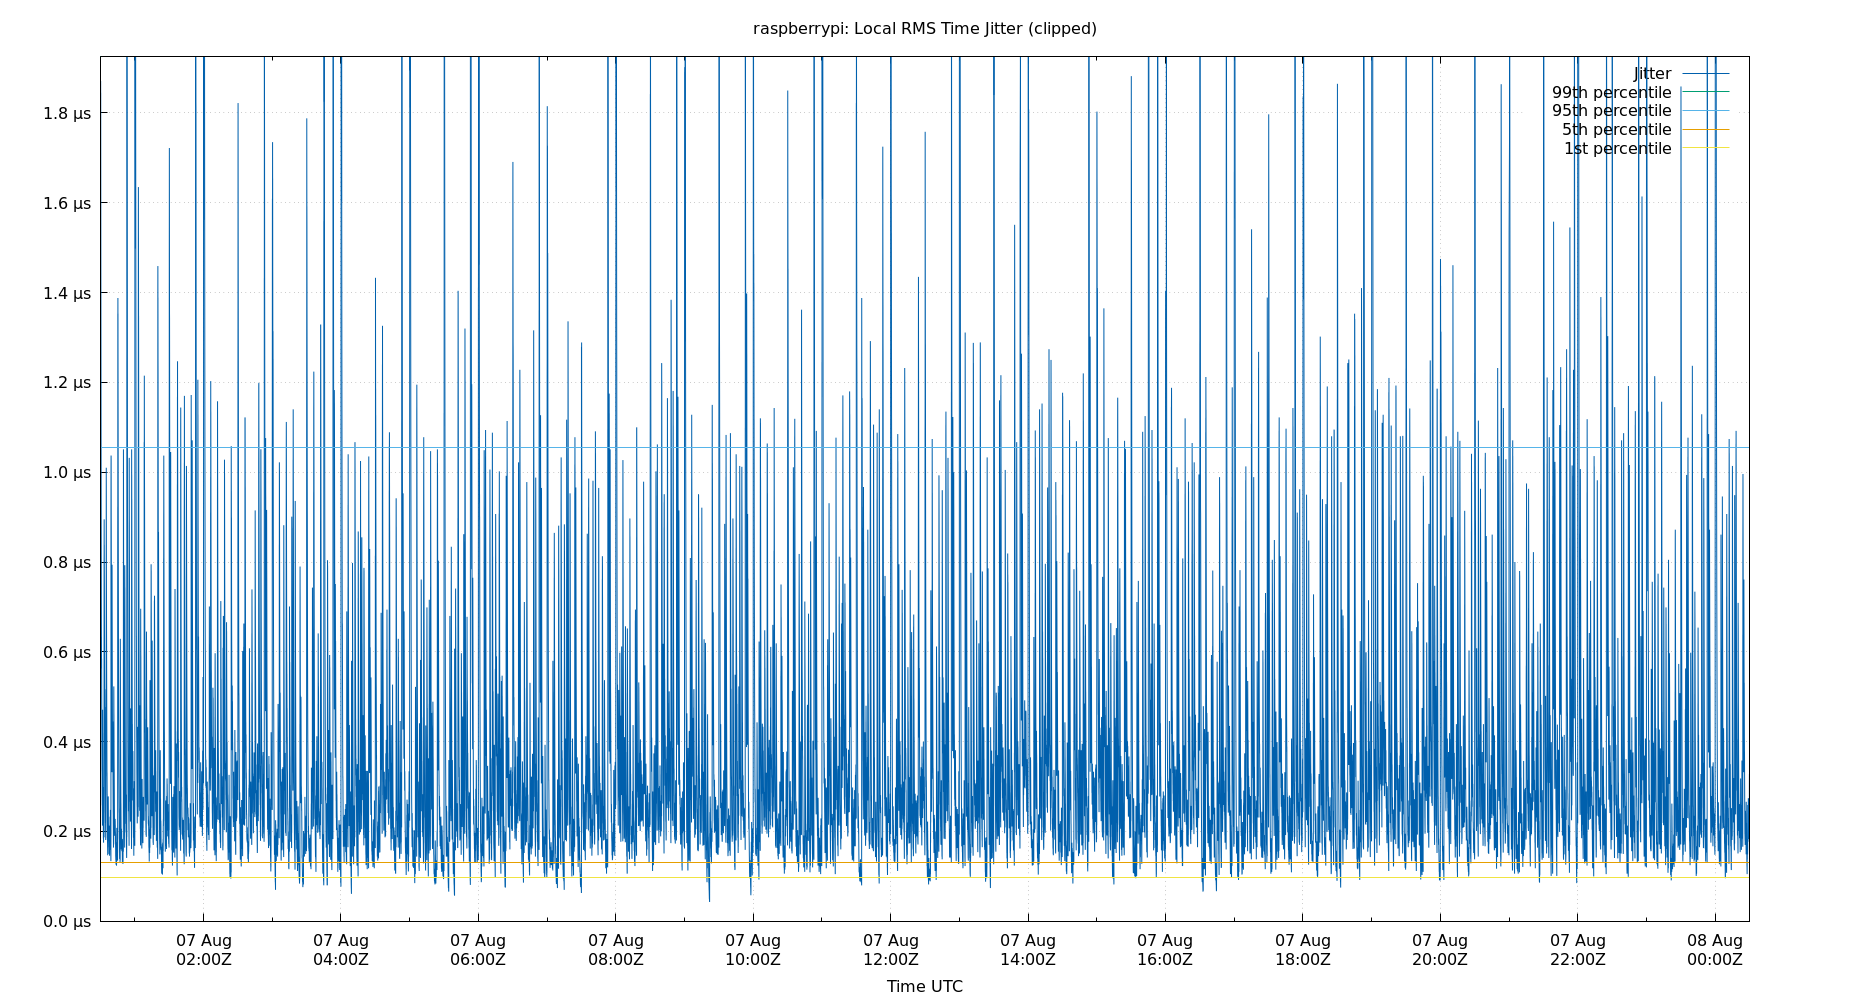 raspberrypi: Local RMS Time Jitter (clipped)
Jitter
99th percentile
95th percentile
5th percentile
1st percentile
1.8 µs
1.6 µs
1.4 µs
1.2 µs
1.0 µs
0.8 µs
0.6 µs
0.4 µs
0.2 µs
0.0 µs
07 Aug 07 Aug 07 Aug 07 Aug 07 Aug 07 Aug 07 Aug 07 Aug 07 Aug 07 Aug 07 Aug 08 Aug
02:00Z 04:00Z 06:00Z 08:00Z 10:00Z 12:00Z 14:00Z 16:00Z 18:00Z 20:00Z 22:00Z 00:00Z
Time UTC